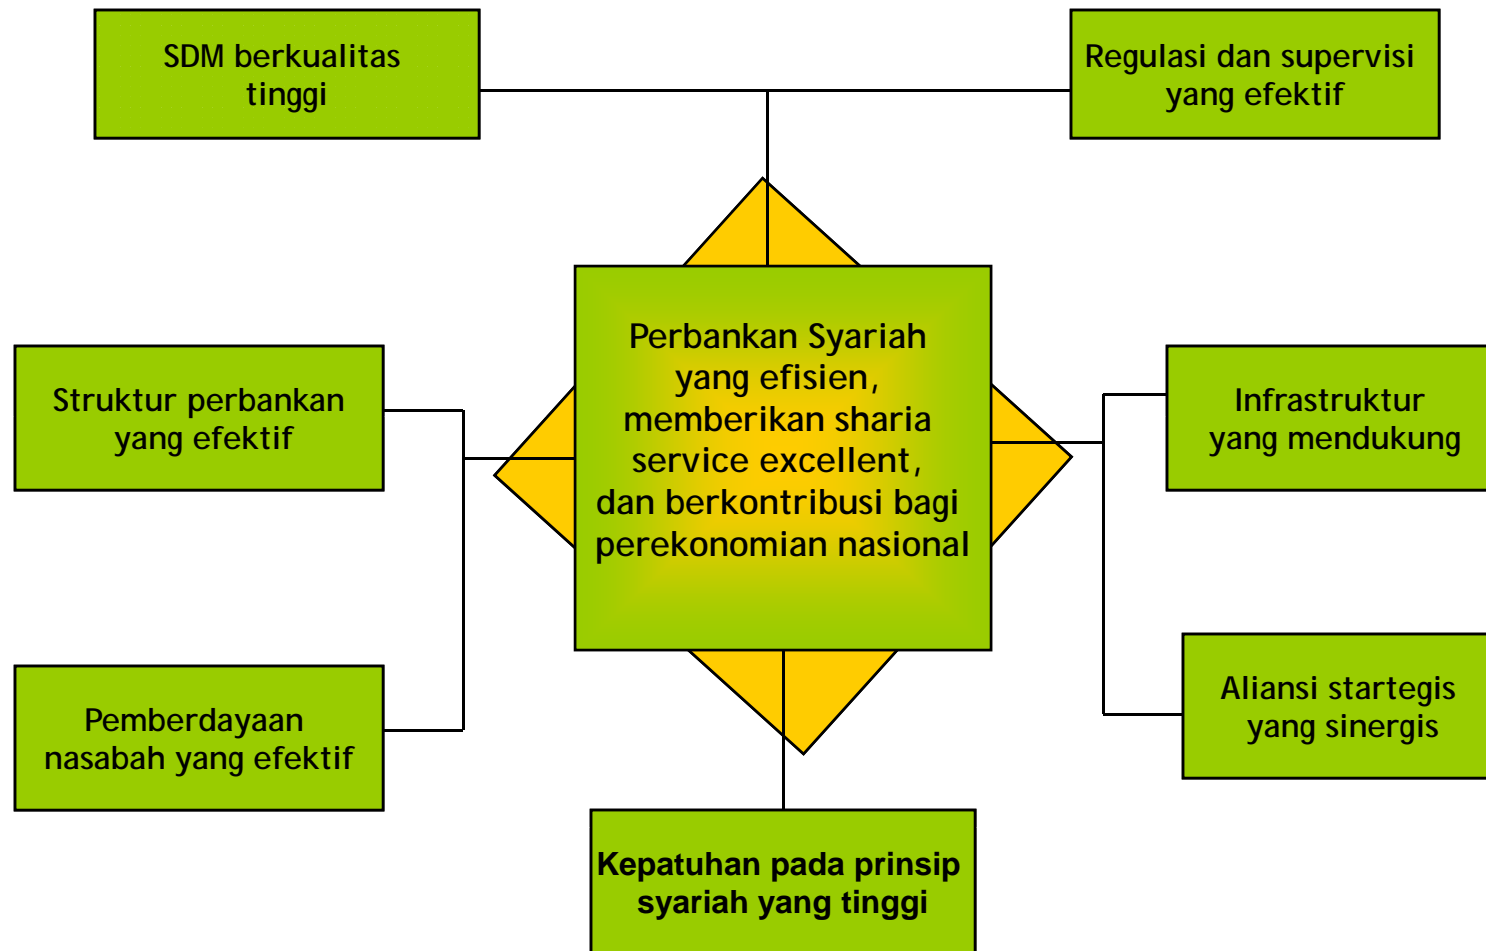 SDM berkualitas
tinggi
Regulasi dan supervisi
yang efektif
Perbankan Syariah
yang efisien,
memberikan sharia
service excellent,
dan berkontribusi bagi
perekonomian nasional
Struktur perbankan
yang efektif
Infrastruktur
yang mendukung
Pemberdayaan
nasabah yang efektif
Aliansi startegis
yang sinergis
Kepatuhan pada prinsip
syariah yang tinggi